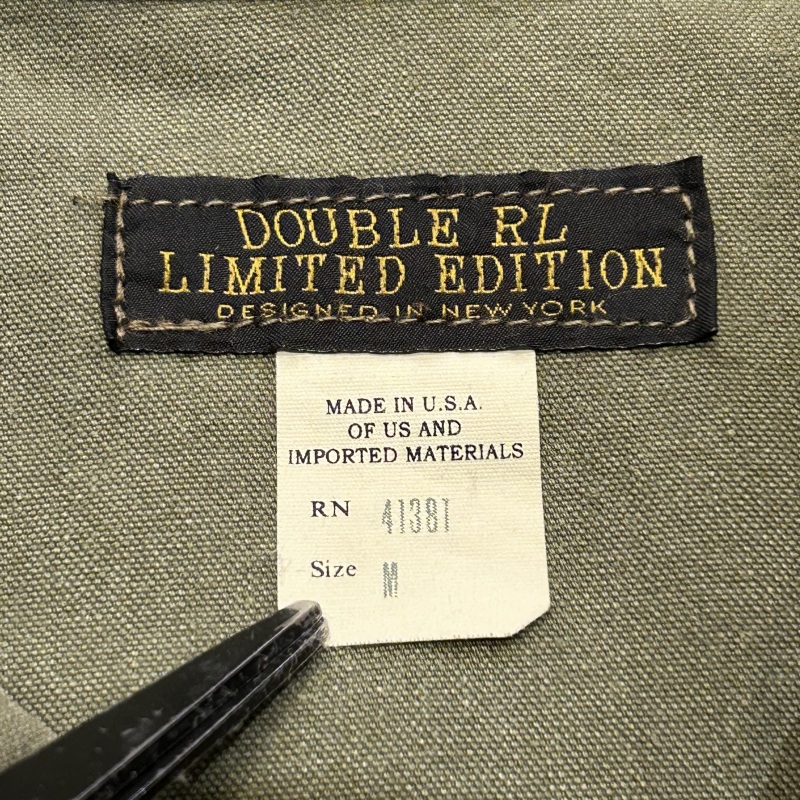 DOUBLE RL
LIMITED EDITION
DESIGNED IN NEW YORK
MADE IN U.S.A.
OF US AND
IMPORTED MATERIALS
RN 41381
Size M